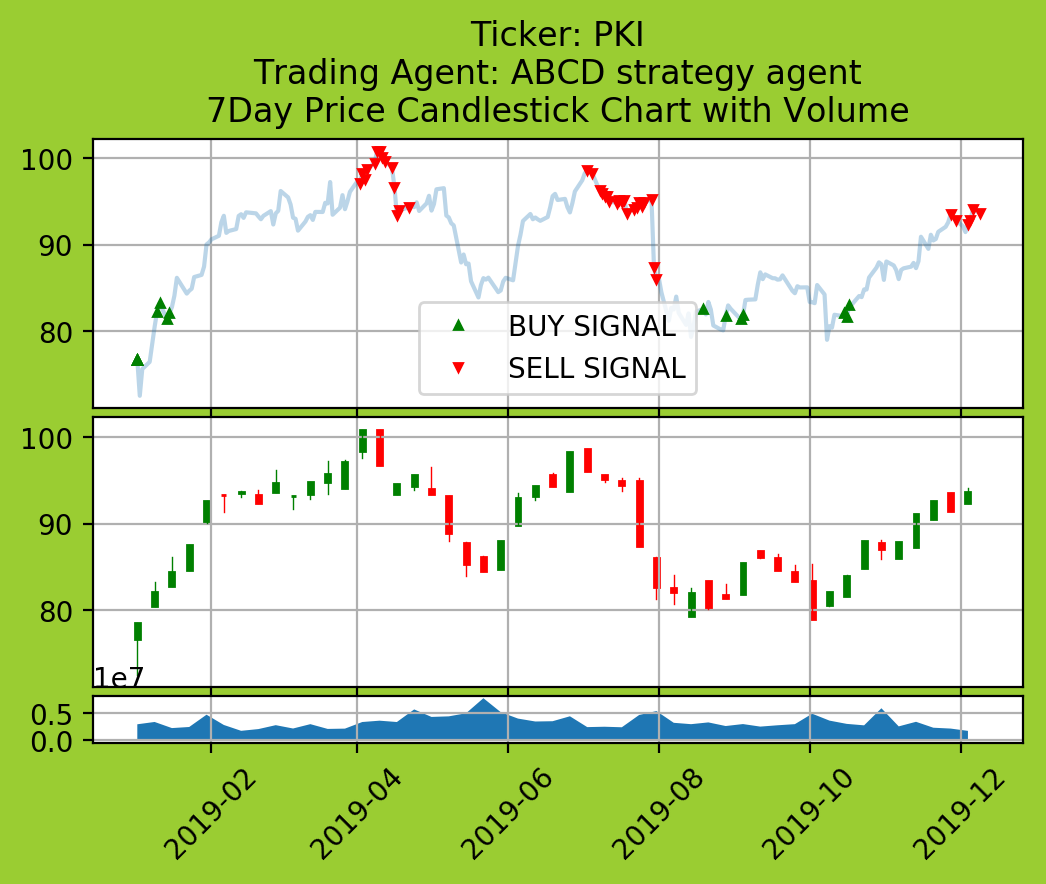 Ticker: PKI
Trading Agent: ABCD strategy agent
7Day Price Candlestick Chart with Volume
100
90
80
BUY SIGNAL
SELL SIGNAL
100
90
80
1e7
0.5
0.0
2019-02
2019-04
2019-06
2019-08
2019-10
2019-12